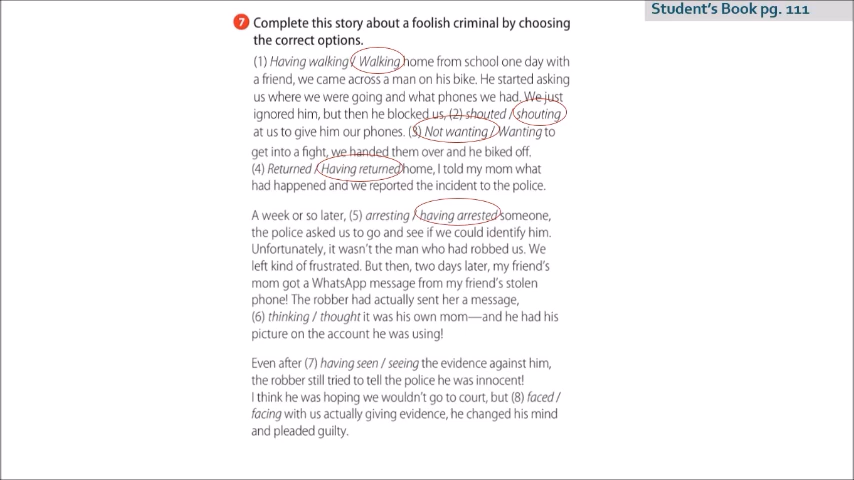 Student's Book pg. 111
7 Complete this story about a foolish criminal by choosing
the correct options.
(1) Having walking / Walking home from school one day with
a friend, we came across a man on his bike. He started asking
us where we were going and what phones we had. We just
ignored him, but then he blocked us, (2) shouted / shouting
at us to give him our phones. (3) Not wanting / Wanting to
get into a fight, we handed them over and he biked off.
(4) Returned / Having returned home, I told my mom what
had happened and we reported the incident to the police.
A week or so later, (5) arresting / having arrested someone,
the police asked us to go and see if we could identify him.
Unfortunately, it wasn't the man who had robbed us. We
left kind of frustrated. But then, two days later, my friend's
mom got a WhatsApp message from my friend's stolen
phone! The robber had actually sent her a message,
(6) thinking / thought it was his own mom—and he had his
picture on the account he was using!
Even after (7) having seen / seeing the evidence against him,
the robber still tried to tell the police he was innocent!
I think he was hoping we wouldn't go to court, but (8) faced /
facing with us actually giving evidence, he changed his mind
and pleaded guilty.